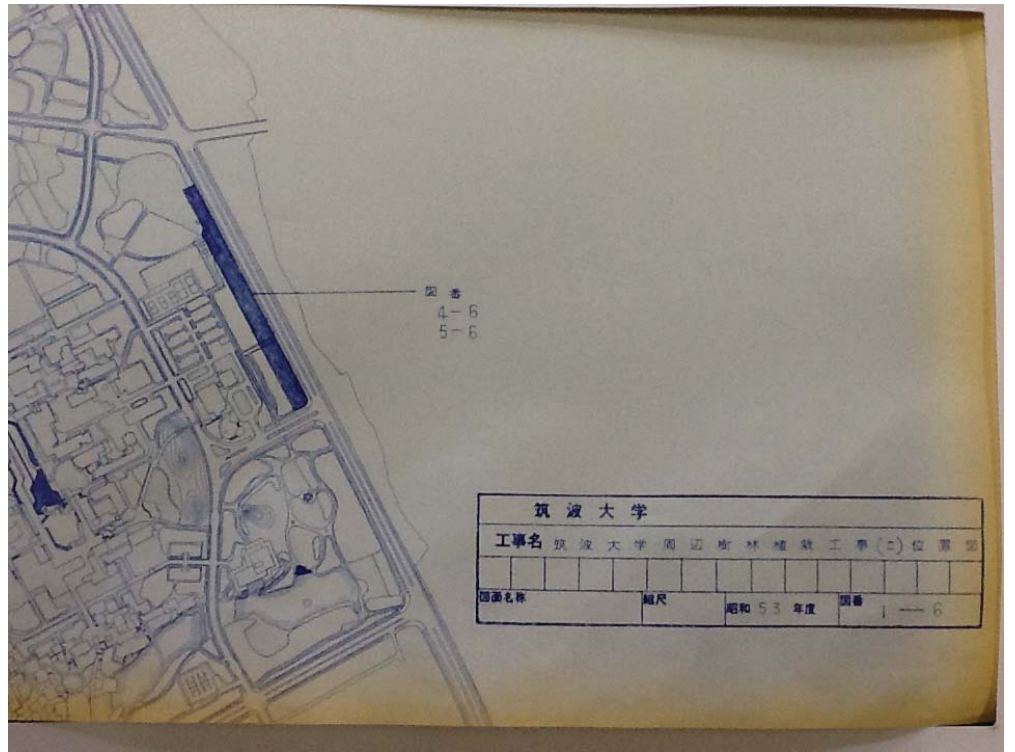 図番
4-6
5-6
筑波大学
工事名 筑波大学周辺樹林植栽工事(ロ)位置図
図面名称 縮尺 昭和53年度 図番 1-6